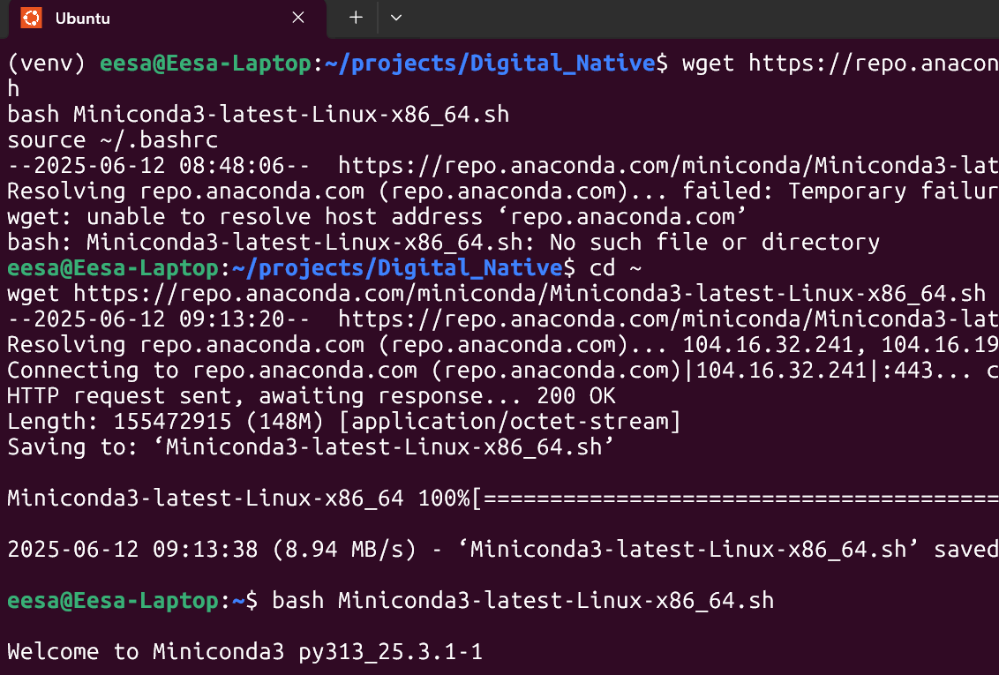 Ubuntu
(venv) eesa@Eesa-Laptop:~/projects/Digital_Native$ wget https://repo.anacon
h
bash Miniconda3-latest-Linux-x86_64.sh
source ~/.bashrc
--2025-06-12 08:48:06--  https://repo.anaconda.com/miniconda/Miniconda3-lat
Resolving repo.anaconda.com (repo.anaconda.com)... failed: Temporary failur
wget: unable to resolve host address ‘repo.anaconda.com’
bash: Miniconda3-latest-Linux-x86_64.sh: No such file or directory
eesa@Eesa-Laptop:~/projects/Digital_Native$ cd ~
wget https://repo.anaconda.com/miniconda/Miniconda3-latest-Linux-x86_64.sh
--2025-06-12 09:13:20--  https://repo.anaconda.com/miniconda/Miniconda3-lat
Resolving repo.anaconda.com (repo.anaconda.com)... 104.16.32.241, 104.16.19
Connecting to repo.anaconda.com (repo.anaconda.com)|104.16.32.241|:443... c
HTTP request sent, awaiting response... 200 OK
Length: 155472915 (148M) [application/octet-stream]
Saving to: ‘Miniconda3-latest-Linux-x86_64.sh’
Miniconda3-latest-Linux-x86_64 100%[=======================================
2025-06-12 09:13:38 (8.94 MB/s) - ‘Miniconda3-latest-Linux-x86_64.sh’ saved
eesa@Eesa-Laptop:~$ bash Miniconda3-latest-Linux-x86_64.sh
Welcome to Miniconda3 py313_25.3.1-1